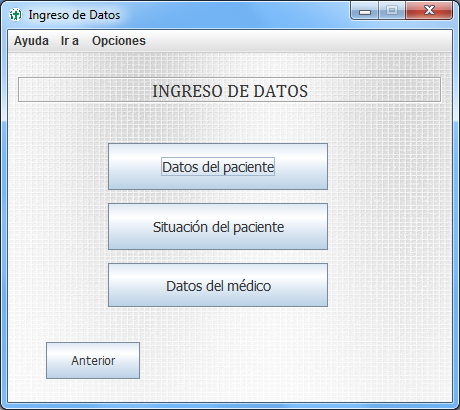 Ingreso de Datos
Ayuda Ir a Opciones
INGRESO DE DATOS
Datos del paciente
Situación del paciente
Datos del médico
Anterior